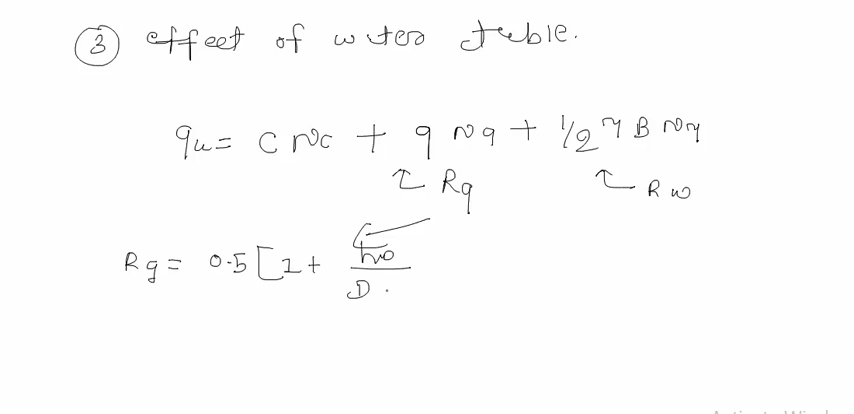 ③ effect of water table.
qu = C Nc + q Nq + 1/2 γ B Nγ
↑ Rq ↑ Rw
Rq = 0.5 [1 + hw/D.